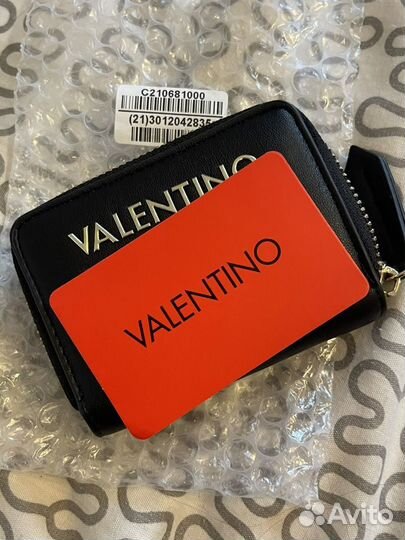 C210681000
(21)3012042835
VALENTINO
VALENTINO
Avito